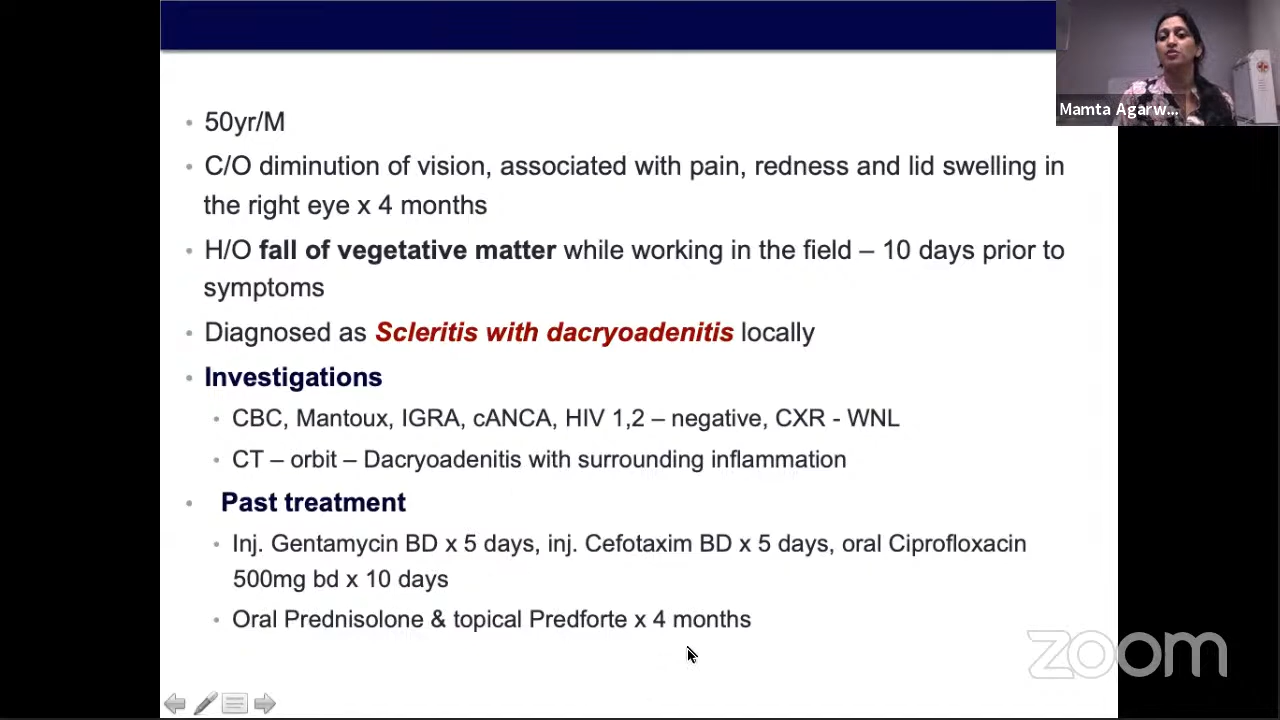 Mamta Agarw...
50yr/M
C/O diminution of vision, associated with pain, redness and lid swelling in
the right eye x 4 months
H/O fall of vegetative matter while working in the field – 10 days prior to
symptoms
Diagnosed as Scleritis with dacryoadenitis locally
Investigations
CBC, Mantoux, IGRA, cANCA, HIV 1,2 – negative, CXR - WNL
CT – orbit – Dacryoadenitis with surrounding inflammation
Past treatment
Inj. Gentamycin BD x 5 days, inj. Cefotaxim BD x 5 days, oral Ciprofloxacin
500mg bd x 10 days
Oral Prednisolone & topical Predforte x 4 months
zoom